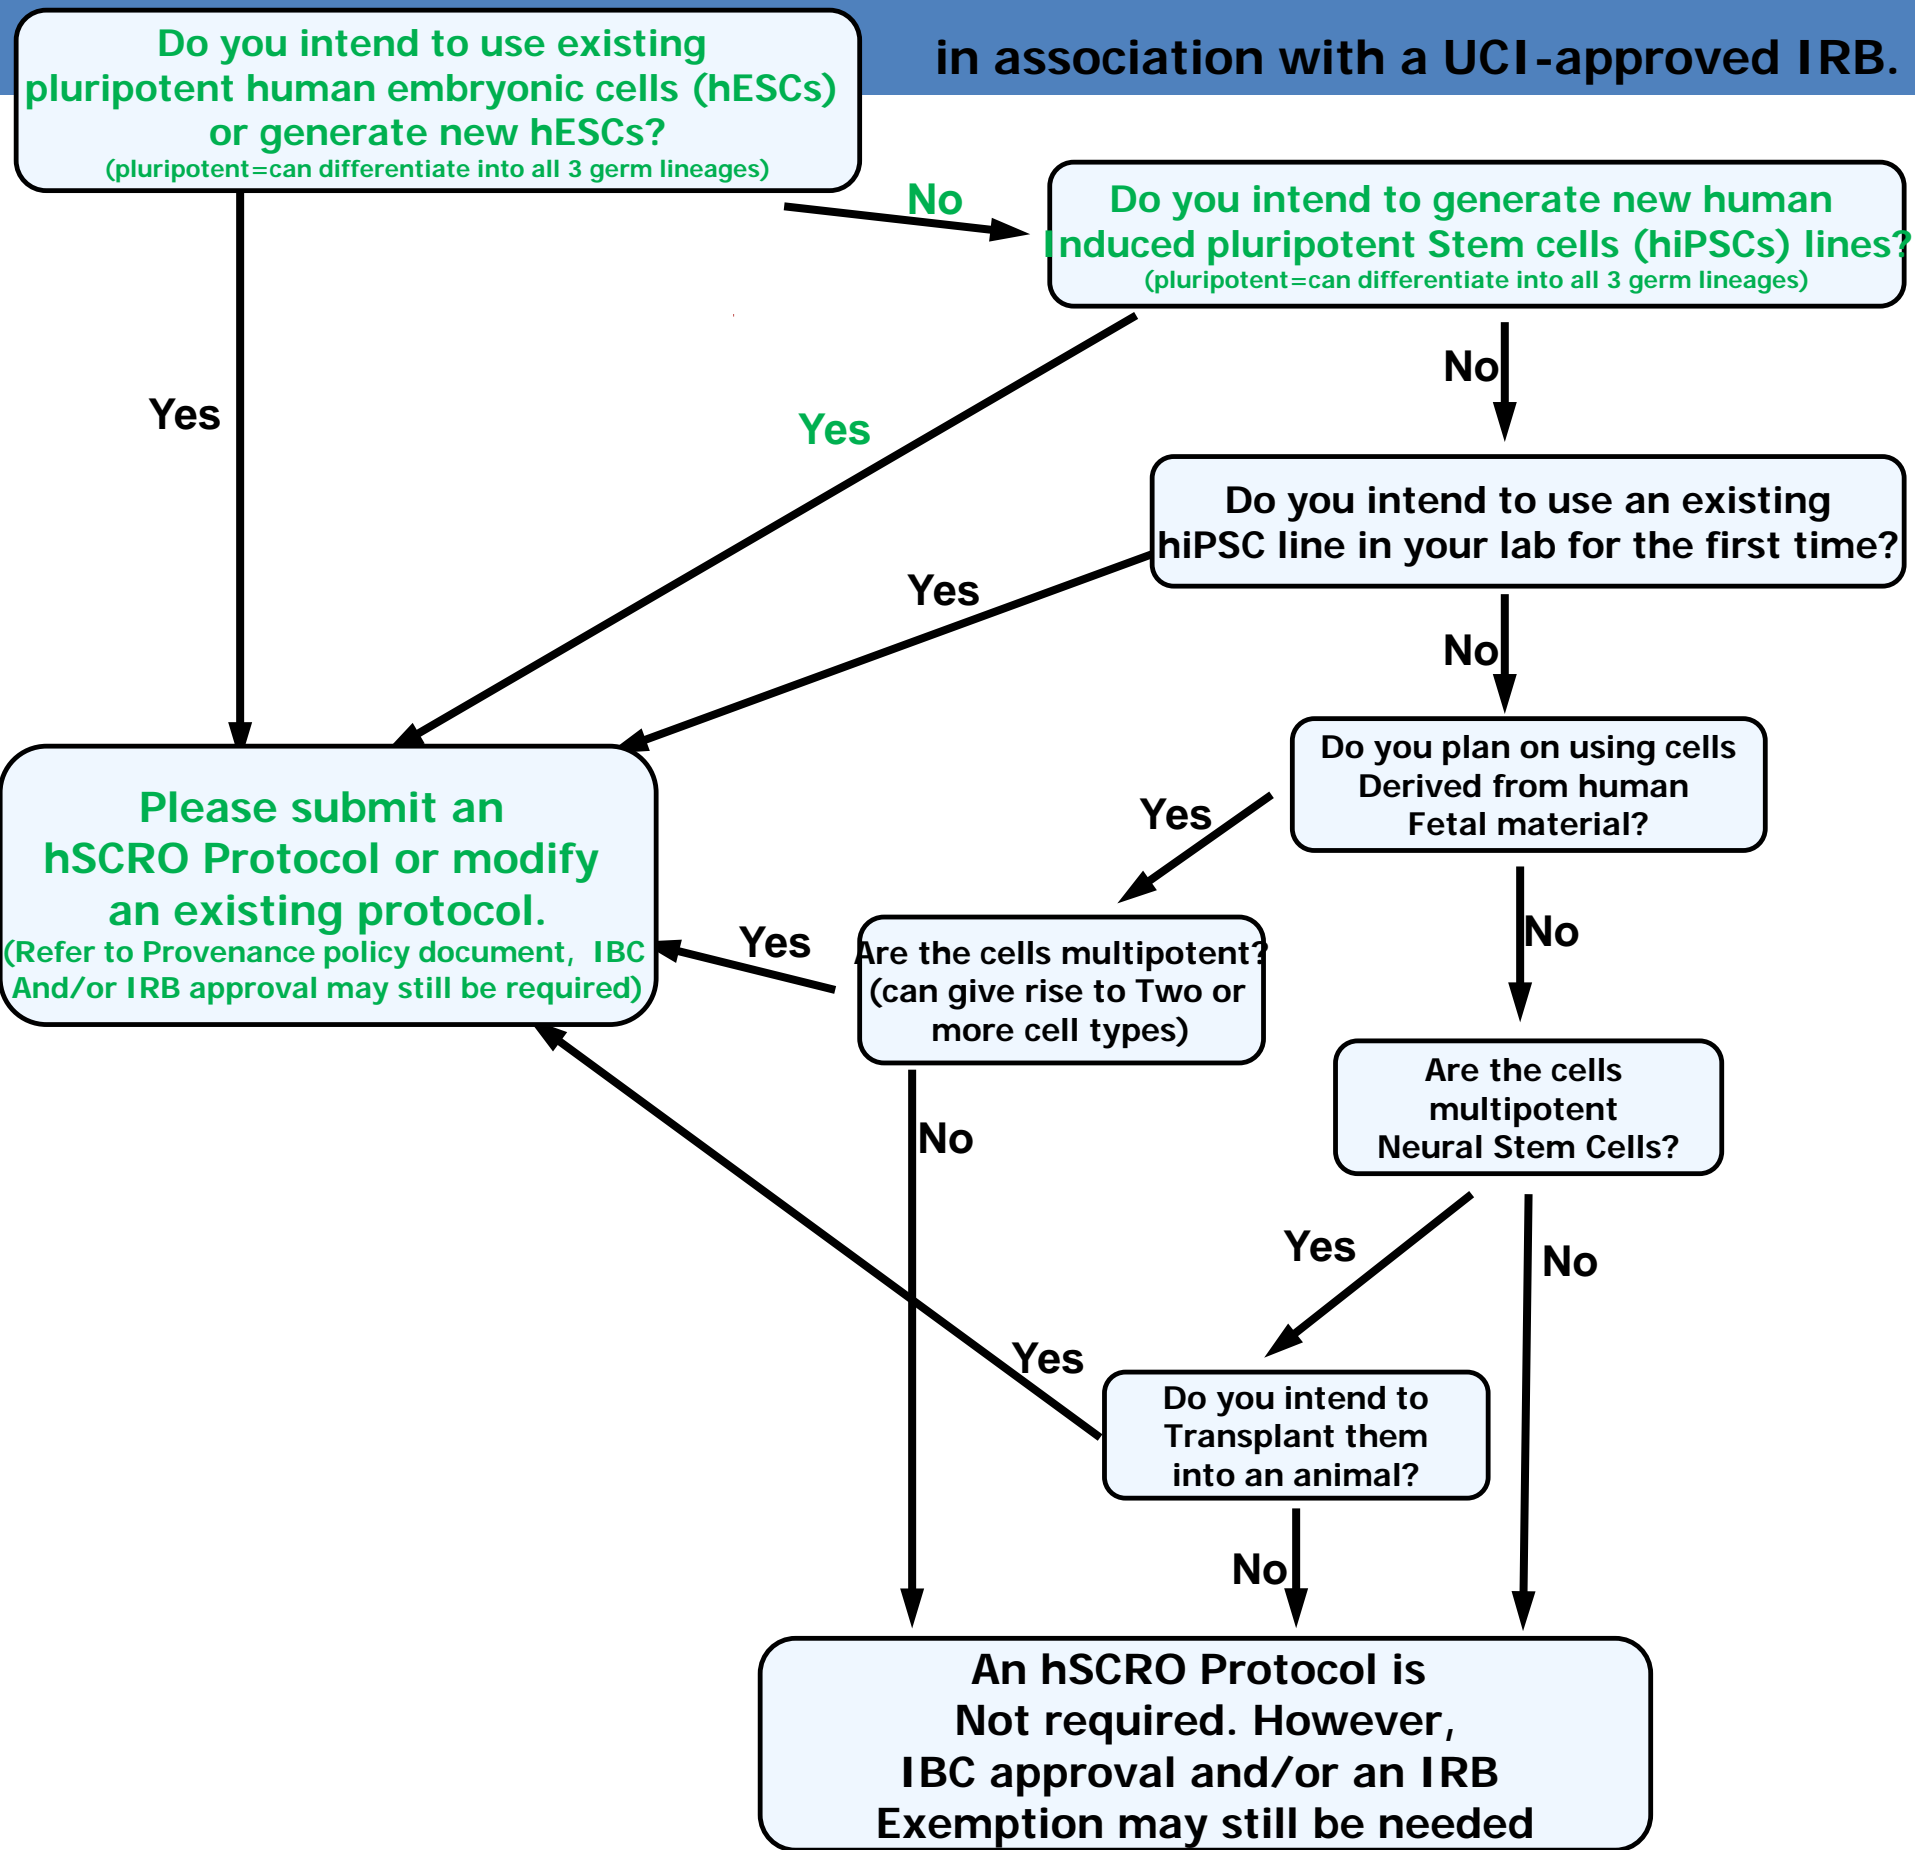 in association with a UCI-approved IRB.
Do you intend to use existing
pluripotent human embryonic cells (hESCs)
or generate new hESCs?
(pluripotent=can differentiate into all 3 germ lineages)
No
Do you intend to generate new human
Induced pluripotent Stem cells (hiPSCs) lines?
(pluripotent=can differentiate into all 3 germ lineages)
Yes
Yes
No
Do you intend to use an existing
hiPSC line in your lab for the first time?
Yes
No
Do you plan on using cells
Derived from human
Fetal material?
Yes
No
Please submit an
hSCRO Protocol or modify
an existing protocol.
(Refer to Provenance policy document, IBC
And/or IRB approval may still be required)
Yes
Are the cells multipotent?
(can give rise to Two or
more cell types)
No
Are the cells
multipotent
Neural Stem Cells?
Yes
No
Yes
Do you intend to
Transplant them
into an animal?
No
An hSCRO Protocol is
Not required. However,
IBC approval and/or an IRB
Exemption may still be needed